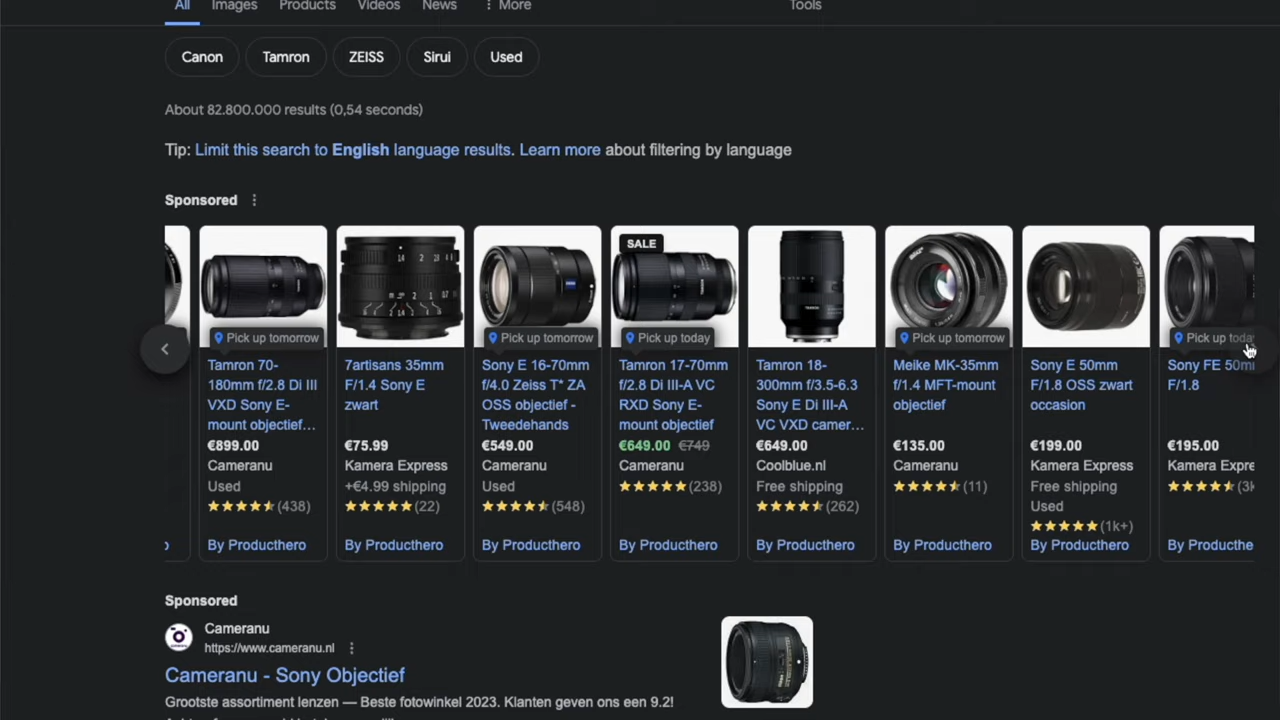 All Images Products Videos News More Tools
Canon Tamron ZEISS Sirui Used
About 82.800.000 results (0,54 seconds)
Tip: Limit this search to English language results. Learn more about filtering by language
Sponsored
Pick up tomorrow
Tamron 70-
180mm f/2.8 Di III
VXD Sony E-
mount objectief...
€899.00
Cameranu
Used
(438)
By Producthero
7artisans 35mm
F/1.4 Sony E
zwart
€75.99
Kamera Express
+€4.99 shipping
(22)
By Producthero
Pick up tomorrow
Sony E 16-70mm
f/4.0 Zeiss T* ZA
OSS objectief -
Tweedehands
€549.00
Cameranu
Used
(548)
By Producthero
SALE
Pick up today
Tamron 17-70mm
f/2.8 Di III-A VC
RXD Sony E-
mount objectief
€649.00 €749
Cameranu
(238)
By Producthero
Tamron 18-
300mm f/3.5-6.3
Sony E Di III-A
VC VXD camer...
€649.00
Coolblue.nl
Free shipping
(262)
By Producthero
Pick up tomorrow
Meike MK-35mm
f/1.4 MFT-mount
objectief
€135.00
Cameranu
(11)
By Producthero
Sony E 50mm
F/1.8 OSS zwart
occasion
€199.00
Kamera Express
Free shipping
Used
(1k+)
By Producthero
Pick up
Sony FE
F/1.8
€195.00
Kamera
By
Sponsored
Cameranu
https://www.cameranu.nl
Cameranu - Sony Objectief
Grootste assortiment lenzen — Beste fotowinkel 2023. Klanten geven ons een 9.2!